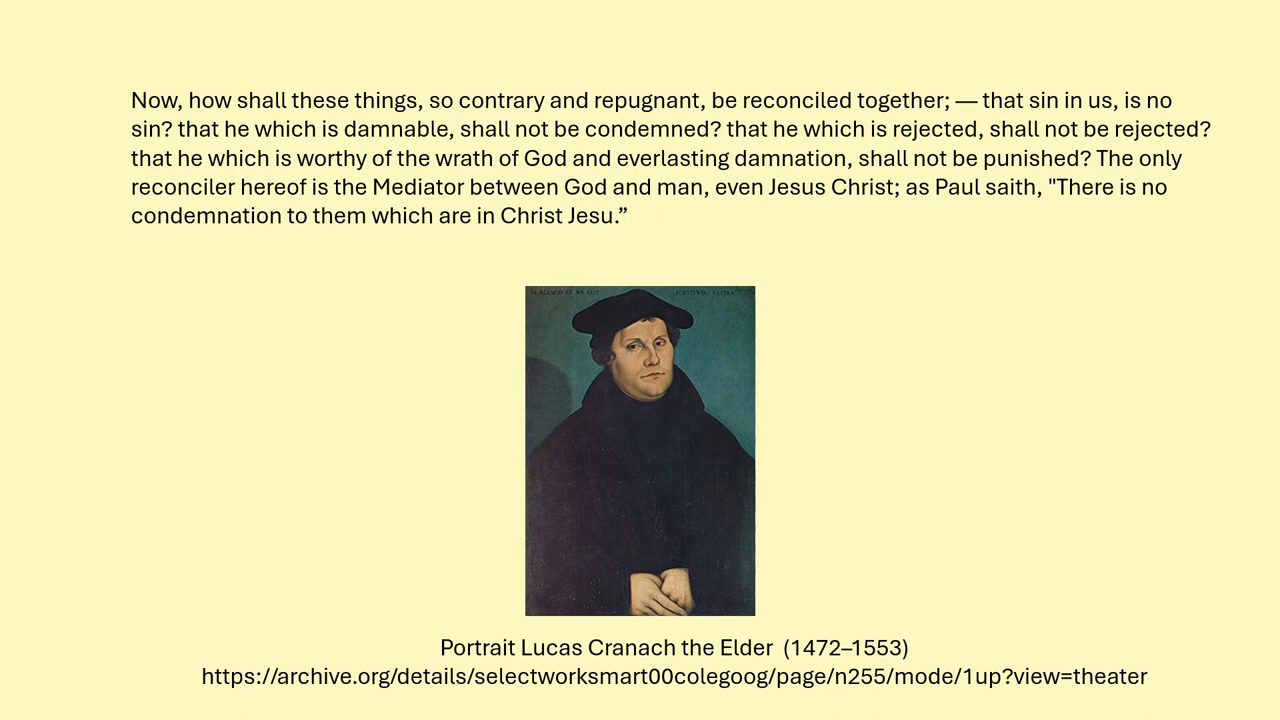 Now, how shall these things, so contrary and repugnant, be reconciled together; — that sin in us, is no
sin? that he which is damnable, shall not be condemned? that he which is rejected, shall not be rejected?
that he which is worthy of the wrath of God and everlasting damnation, shall not be punished? The only
reconciler hereof is the Mediator between God and man, even Jesus Christ; as Paul saith, "There is no
condemnation to them which are in Christ Jesu.”
Portrait Lucas Cranach the Elder  (1472–1553)
https://archive.org/details/selectworksmart00colegoog/page/n255/mode/1up?view=theater